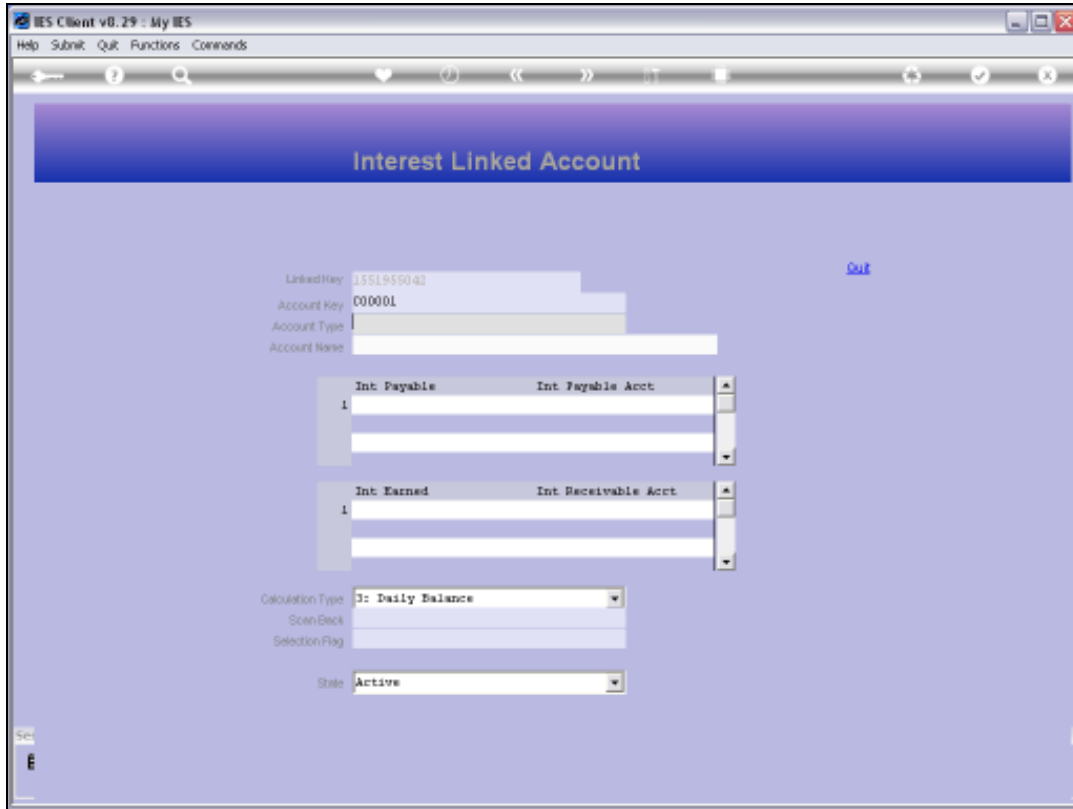 IES Client v8.29 : My IES
Help Submit Quit Functions Commands
Interest Linked Account
Quit
Linked Key 1551955042
Account Key C00001
Account Type
Account Name
Int Payable Int Payable Acct
1
Int Earned Int Receivable Acct
1
Calculation Type 3: Daily Balance
Scan Back
Selection Flag
State Active
Se